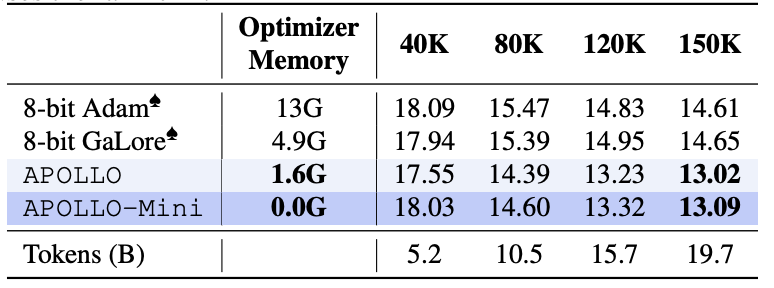 Optimizer Memory 40K 80K 120K 150K
8-bit Adam♠ 13G 18.09 15.47 14.83 14.61
8-bit GaLore♠ 4.9G 17.94 15.39 14.95 14.65
APOLLO 1.6G 17.55 14.39 13.23 13.02
APOLLO-Mini 0.0G 18.03 14.60 13.32 13.09
Tokens (B) 5.2 10.5 15.7 19.7